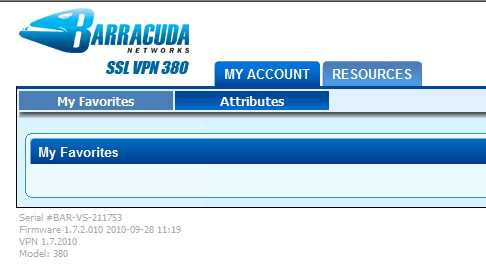 BARRACUDA
NETWORKS
SSL VPN 380
MY ACCOUNT RESOURCES
My Favorites Attributes
My Favorites
Serial #BAR-VS-211753
Firmware 1.7.2.010 2010-09-28 11:19
VPN 1.7.2010
Model: 380